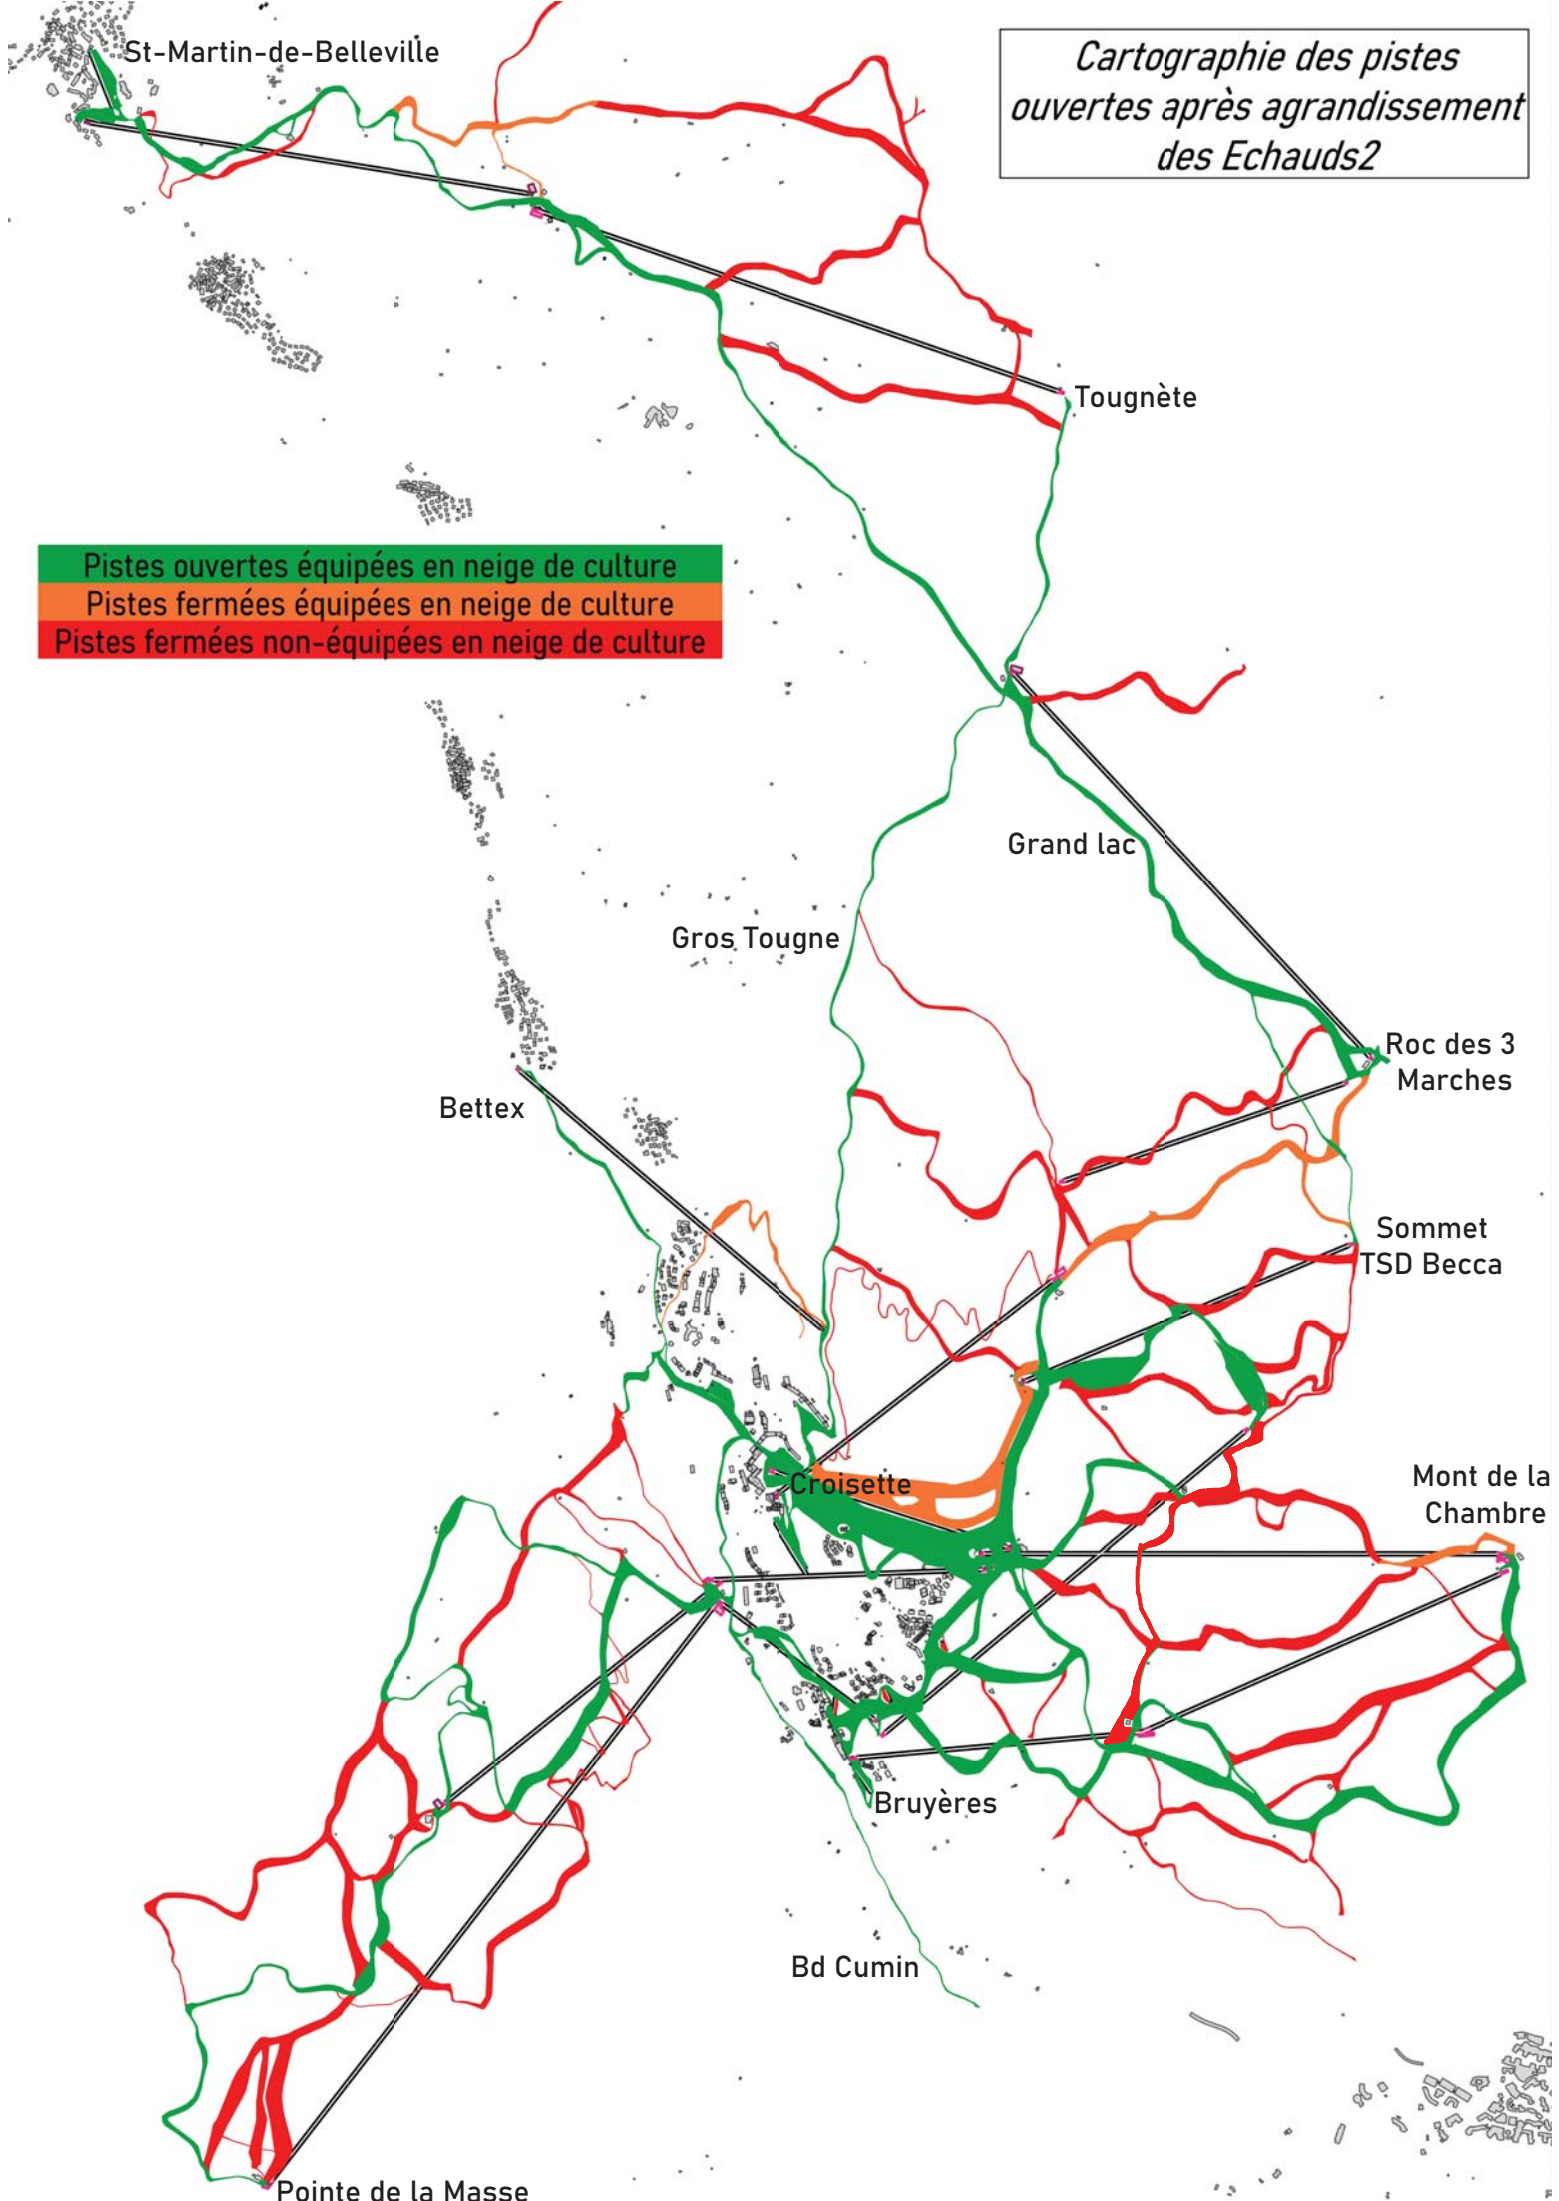 St-Martin-de-Belleville
Cartographie des pistes
ouvertes après agrandissement
des Echauds2
Tougnète
Pistes ouvertes équipées en neige de culture
Pistes fermées équipées en neige de culture
Pistes fermées non-équipées en neige de culture
Grand lac
Gros Tougne
Roc des 3
Marches
Bettex
Sommet
TSD Becca
Croisette
Mont de la
Chambre
Bruyères
Bd Cumin
Pointe de la Masse